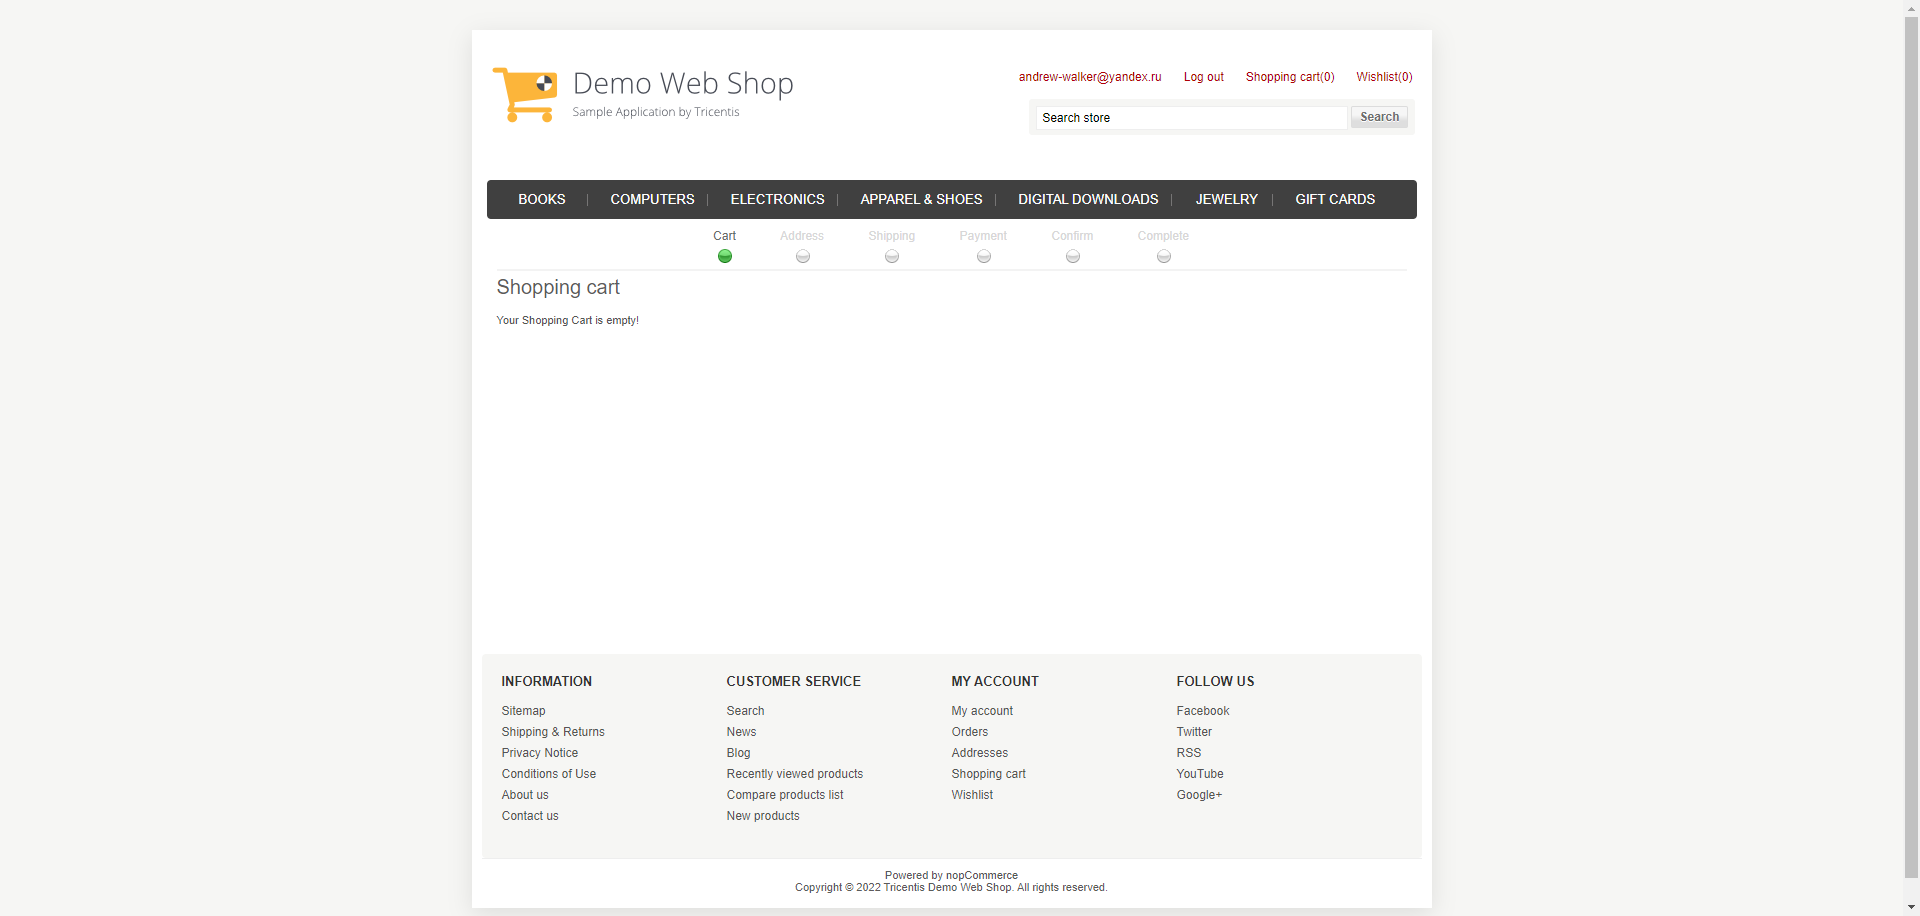 Demo Web Shop
Sample Application by Tricentis
andrew-walker@yandex.ru Log out Shopping cart(0) Wishlist(0)
Search store Search
BOOKS COMPUTERS ELECTRONICS APPAREL & SHOES DIGITAL DOWNLOADS JEWELRY GIFT CARDS
Cart Address Shipping Payment Confirm Complete
Shopping cart
Your Shopping Cart is empty!
INFORMATION
Sitemap
Shipping & Returns
Privacy Notice
Conditions of Use
About us
Contact us
CUSTOMER SERVICE
Search
News
Blog
Recently viewed products
Compare products list
New products
MY ACCOUNT
My account
Orders
Addresses
Shopping cart
Wishlist
FOLLOW US
Facebook
Twitter
RSS
YouTube
Google+
Powered by nopCommerce
Copyright © 2022 Tricentis Demo Web Shop. All rights reserved.